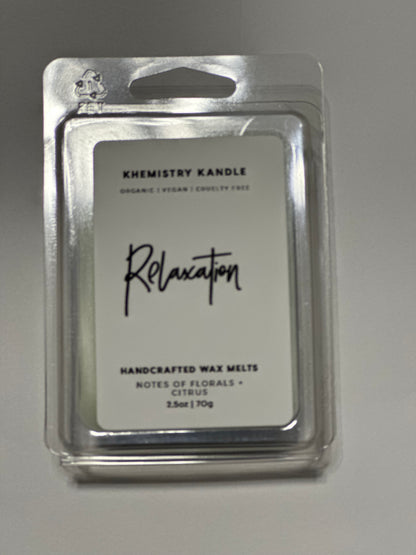 KHEMISTRY KANDLE
ORGANIC | VEGAN | CRUELTY FREE
Relaxation
HANDCRAFTED WAX MELTS
NOTES OF FLORALS +
CITRUS
2.5oz | 70g